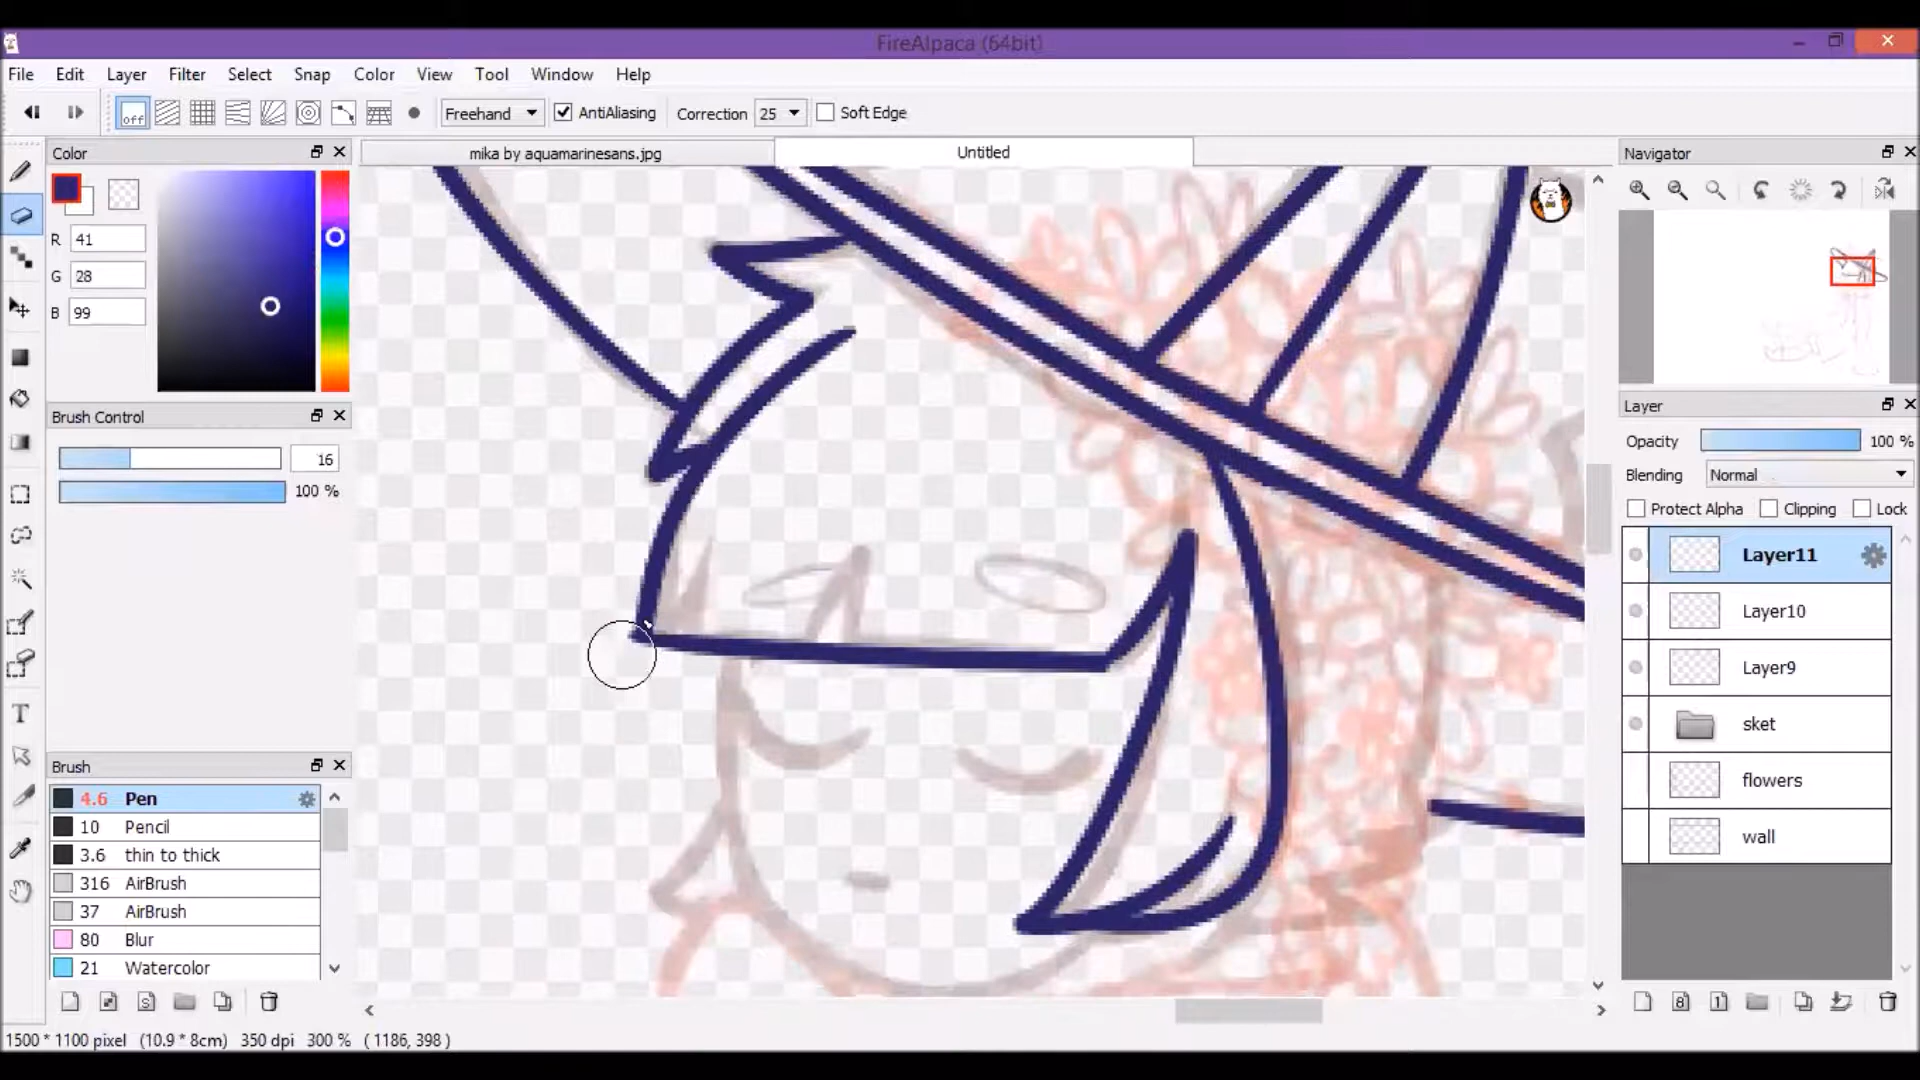 FireAlpaca (64bit)
File Edit Layer Filter Select Snap Color View Tool Window Help
off Freehand AntiAliasing Correction 25 Soft Edge
Color
mika by aquamarinesans.jpg
Untitled
Navigator
R 41
G 28
B 99
Brush Control
16
100 %
Layer
Opacity 100 %
Blending Normal
Protect Alpha Clipping Lock
Layer11
Layer10
Layer9
sket
flowers
wall
Brush
4.6 Pen
10 Pencil
3.6 thin to thick
316 AirBrush
37 AirBrush
80 Blur
21 Watercolor
1500 * 1100 pixel (10.9 * 8cm) 350 dpi 300 % ( 1186, 398 )